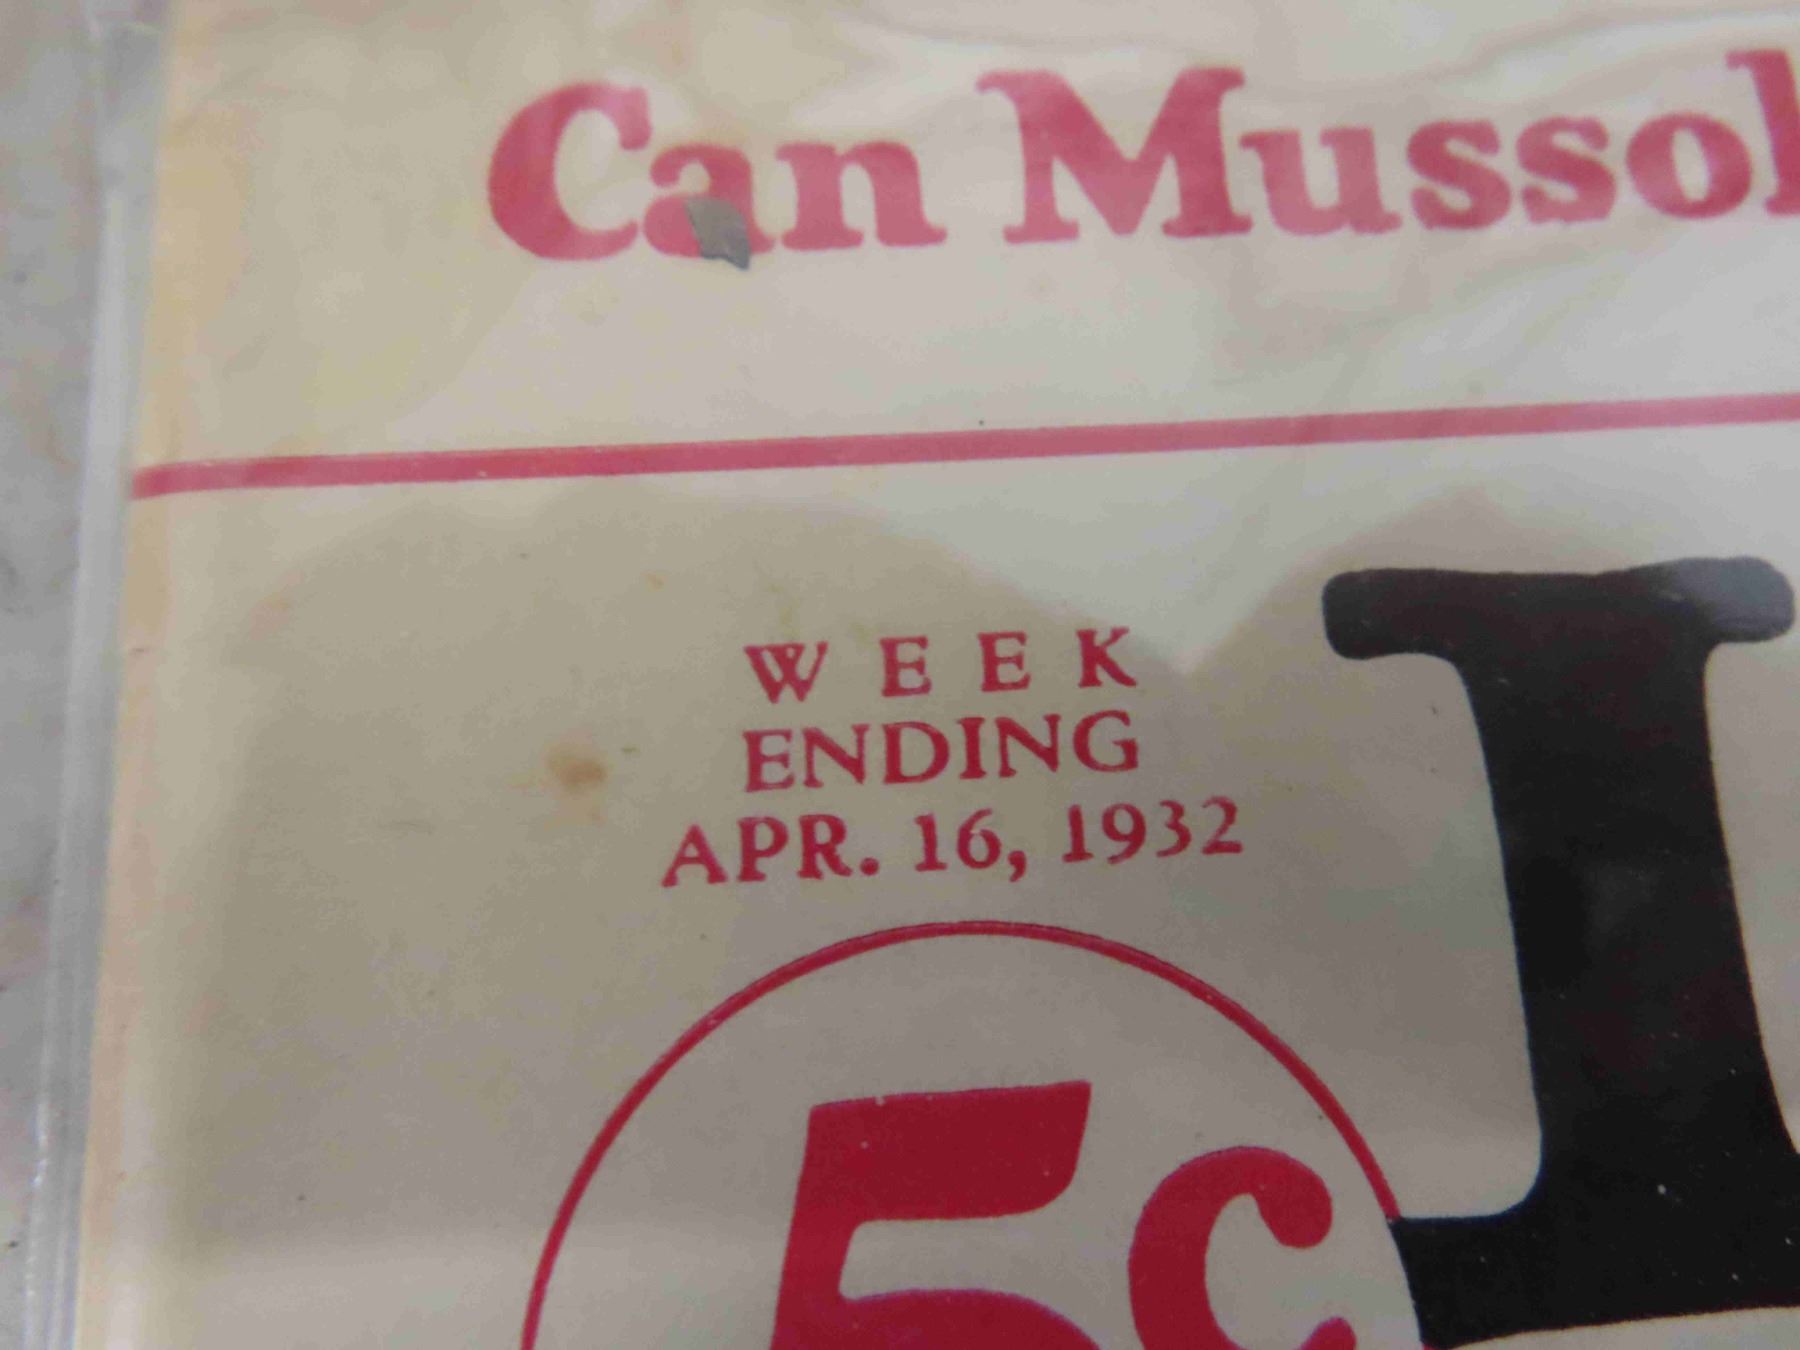 Can Mussol
WEEK
ENDING
APR. 16, 1932
5c